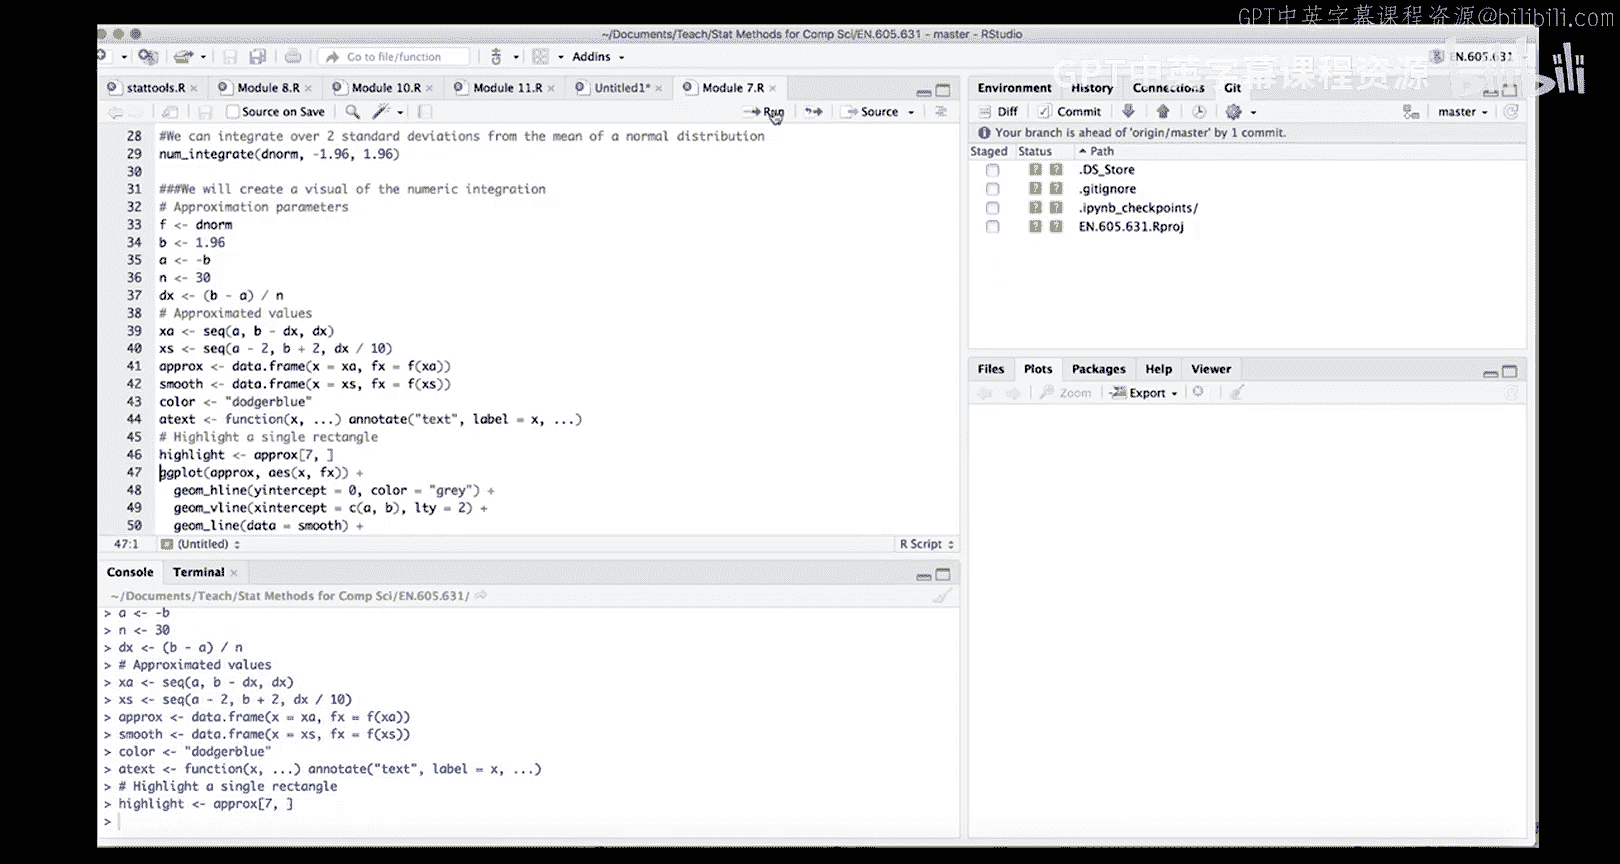 GPT中英字幕课程资源@bilibili.com
GPT中英字幕课程资源 bilibili
~/Documents/Teach/Stat Methods for Comp Sci/EN.605.631 - master - RStudio
Go to file/function Addins EN.605.631
stattools.R Module 8.R Module 10.R Module 11.R Untitled1* Module 7.R
Source on Save Run Source
28 #We can integrate over 2 standard deviations from the mean of a normal distribution
29 num_integrate(dnorm, -1.96, 1.96)
30
31 ###We will create a visual of the numeric integration
32 # Approximation parameters
33 f <- dnorm
34 b <- 1.96
35 a <- -b
36 n <- 30
37 dx <- (b - a) / n
38 # Approximated values
39 xa <- seq(a, b - dx, dx)
40 xs <- seq(a - 2, b + 2, dx / 10)
41 approx <- data.frame(x = xa, fx = f(xa))
42 smooth <- data.frame(x = xs, fx = f(xs))
43 color <- "dodgerblue"
44 atext <- function(x, ...) annotate("text", label = x, ...)
45 # Highlight a single rectangle
46 highlight <- approx[7, ]
47 ggplot(approx, aes(x, fx)) +
48 geom_hline(yintercept = 0, color = "grey") +
49 geom_vline(xintercept = c(a, b), lty = 2) +
50 geom_line(data = smooth) +
47:1 (Untitled) R Script
Console Terminal
~/Documents/Teach/Stat Methods for Comp Sci/EN.605.631/
> a <- -b
> n <- 30
> dx <- (b - a) / n
> # Approximated values
> xa <- seq(a, b - dx, dx)
> xs <- seq(a - 2, b + 2, dx / 10)
> approx <- data.frame(x = xa, fx = f(xa))
> smooth <- data.frame(x = xs, fx = f(xs))
> color <- "dodgerblue"
> atext <- function(x, ...) annotate("text", label = x, ...)
> # Highlight a single rectangle
> highlight <- approx[7, ]
>
Environment History Connections Git
Diff Commit master
Your branch is ahead of 'origin/master' by 1 commit.
Staged Status Path
? ? .DS_Store
? ? .gitignore
? ? .ipynb_checkpoints/
? ? EN.605.631.Rproj
Files Plots Packages Help Viewer
Zoom Export